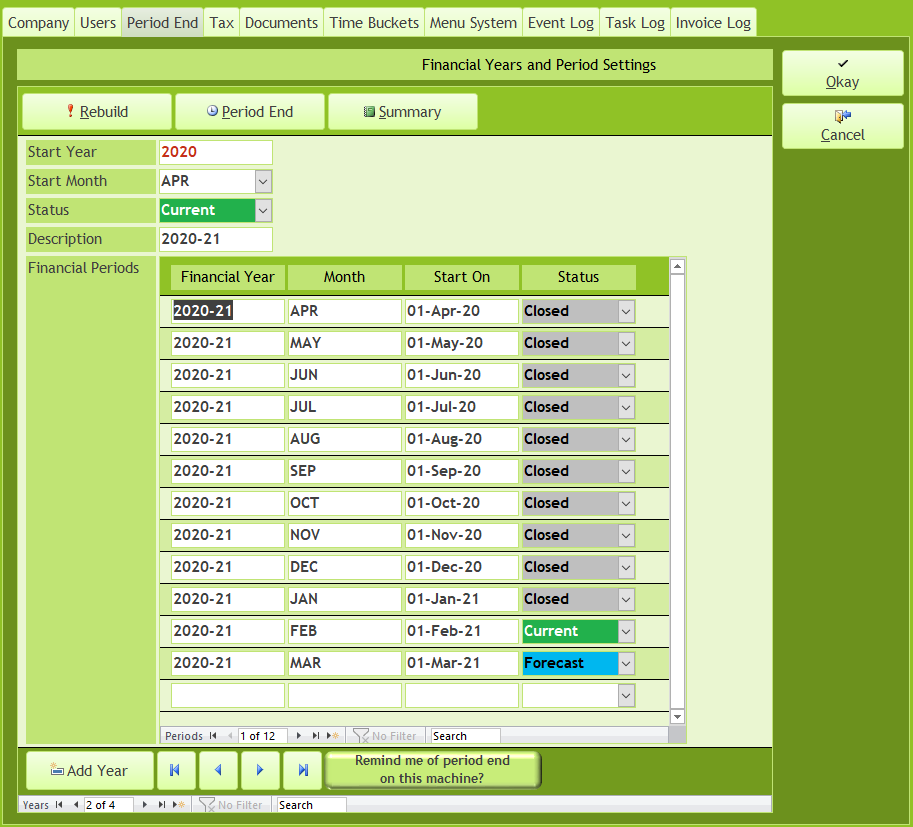 Company Users Period End Tax Documents Time Buckets Menu System Event Log Task Log Invoice Log
Financial Years and Period Settings
Okay
Cancel
Rebuild Period End Summary
Start Year 2020
Start Month APR
Status Current
Description 2020-21
Financial Periods
Financial Year Month Start On Status
2020-21 APR 01-Apr-20 Closed
2020-21 MAY 01-May-20 Closed
2020-21 JUN 01-Jun-20 Closed
2020-21 JUL 01-Jul-20 Closed
2020-21 AUG 01-Aug-20 Closed
2020-21 SEP 01-Sep-20 Closed
2020-21 OCT 01-Oct-20 Closed
2020-21 NOV 01-Nov-20 Closed
2020-21 DEC 01-Dec-20 Closed
2020-21 JAN 01-Jan-21 Closed
2020-21 FEB 01-Feb-21 Current
2020-21 MAR 01-Mar-21 Forecast
Periods 1 of 12 No Filter Search
Add Year
Remind me of period end
on this machine?
Years 2 of 4 No Filter Search